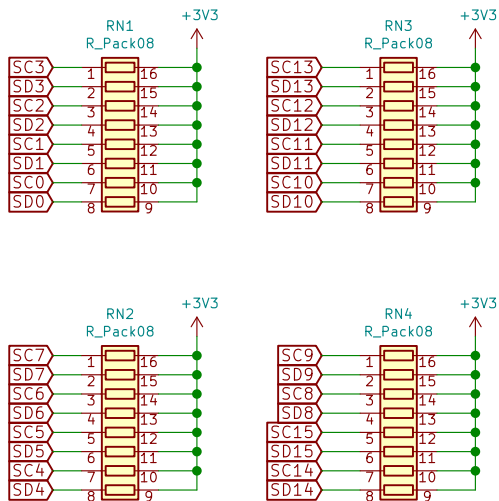 +3V3
RN1
R_Pack08
SC3 1 16
SD3 2 15
SC2 3 14
SD2 4 13
SC1 5 12
SD1 6 11
SC0 7 10
SD0 8 9
+3V3
RN3
R_Pack08
SC13 1 16
SD13 2 15
SC12 3 14
SD12 4 13
SC11 5 12
SD11 6 11
SC10 7 10
SD10 8 9
+3V3
RN2
R_Pack08
SC7 1 16
SD7 2 15
SC6 3 14
SD6 4 13
SC5 5 12
SD5 6 11
SC4 7 10
SD4 8 9
+3V3
RN4
R_Pack08
SC9 1 16
SD9 2 15
SC8 3 14
SD8 4 13
SC15 5 12
SD15 6 11
SC14 7 10
SD14 8 9